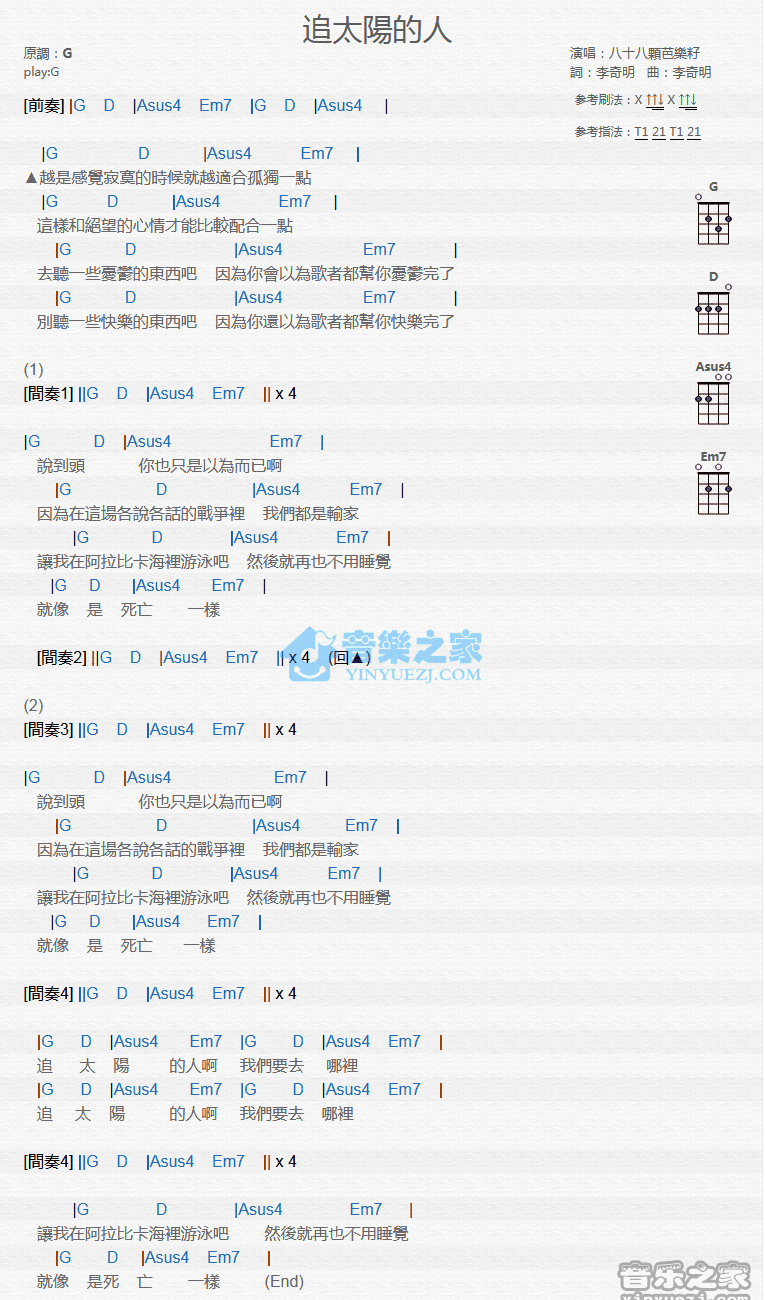 追太陽的人
原調：G
play:G
演唱：八十八顆芭樂籽
詞：李奇明 曲：李奇明
參考刷法：X ↑↑↓ X ↑↑↓
參考指法：T1 21 T1 21
[前奏] |G D |Asus4 Em7 |G D |Asus4 |
|G D |Asus4 Em7 |
▲越是感覺寂寞的時候就越適合孤獨一點
|G D |Asus4 Em7 |
這樣和絕望的心情才能比較配合一點
|G D |Asus4 Em7 |
去聽一些憂鬱的東西吧 因為你會以為歌者都幫你憂鬱完了
|G D |Asus4 Em7 |
別聽一些快樂的東西吧 因為你還以為歌者都幫你快樂完了
G
D
Asus4
Em7
(1)
[間奏1] ||G D |Asus4 Em7 || x 4
|G D |Asus4 Em7 |
說到頭 你也只是以為而已啊
|G D |Asus4 Em7 |
因為在這場各說各話的戰爭裡 我們都是輸家
|G D |Asus4 Em7 |
讓我在阿拉比卡海裡游泳吧 然後就再也不用睡覺
|G D |Asus4 Em7 |
就像 是 死亡 一樣
[間奏2] ||G D |Asus4 Em7 || x 4 (回▲)
音樂之家
YINYUEZJ.COM
(2)
[間奏3] ||G D |Asus4 Em7 || x 4
|G D |Asus4 Em7 |
說到頭 你也只是以為而已啊
|G D |Asus4 Em7 |
因為在這場各說各話的戰爭裡 我們都是輸家
|G D |Asus4 Em7 |
讓我在阿拉比卡海裡游泳吧 然後就再也不用睡覺
|G D |Asus4 Em7 |
就像 是 死亡 一樣
[間奏4] ||G D |Asus4 Em7 || x 4
|G D |Asus4 Em7 |G D |Asus4 Em7 |
追 太 陽 的人啊 我們要去 哪裡
|G D |Asus4 Em7 |G D |Asus4 Em7 |
追 太 陽 的人啊 我們要去 哪裡
[間奏4] ||G D |Asus4 Em7 || x 4
|G D |Asus4 Em7 |
讓我在阿拉比卡海裡游泳吧 然後就再也不用睡覺
|G D |Asus4 Em7 |
就像 是死 亡 一樣 (End)
音乐之家
yinyuezj.com